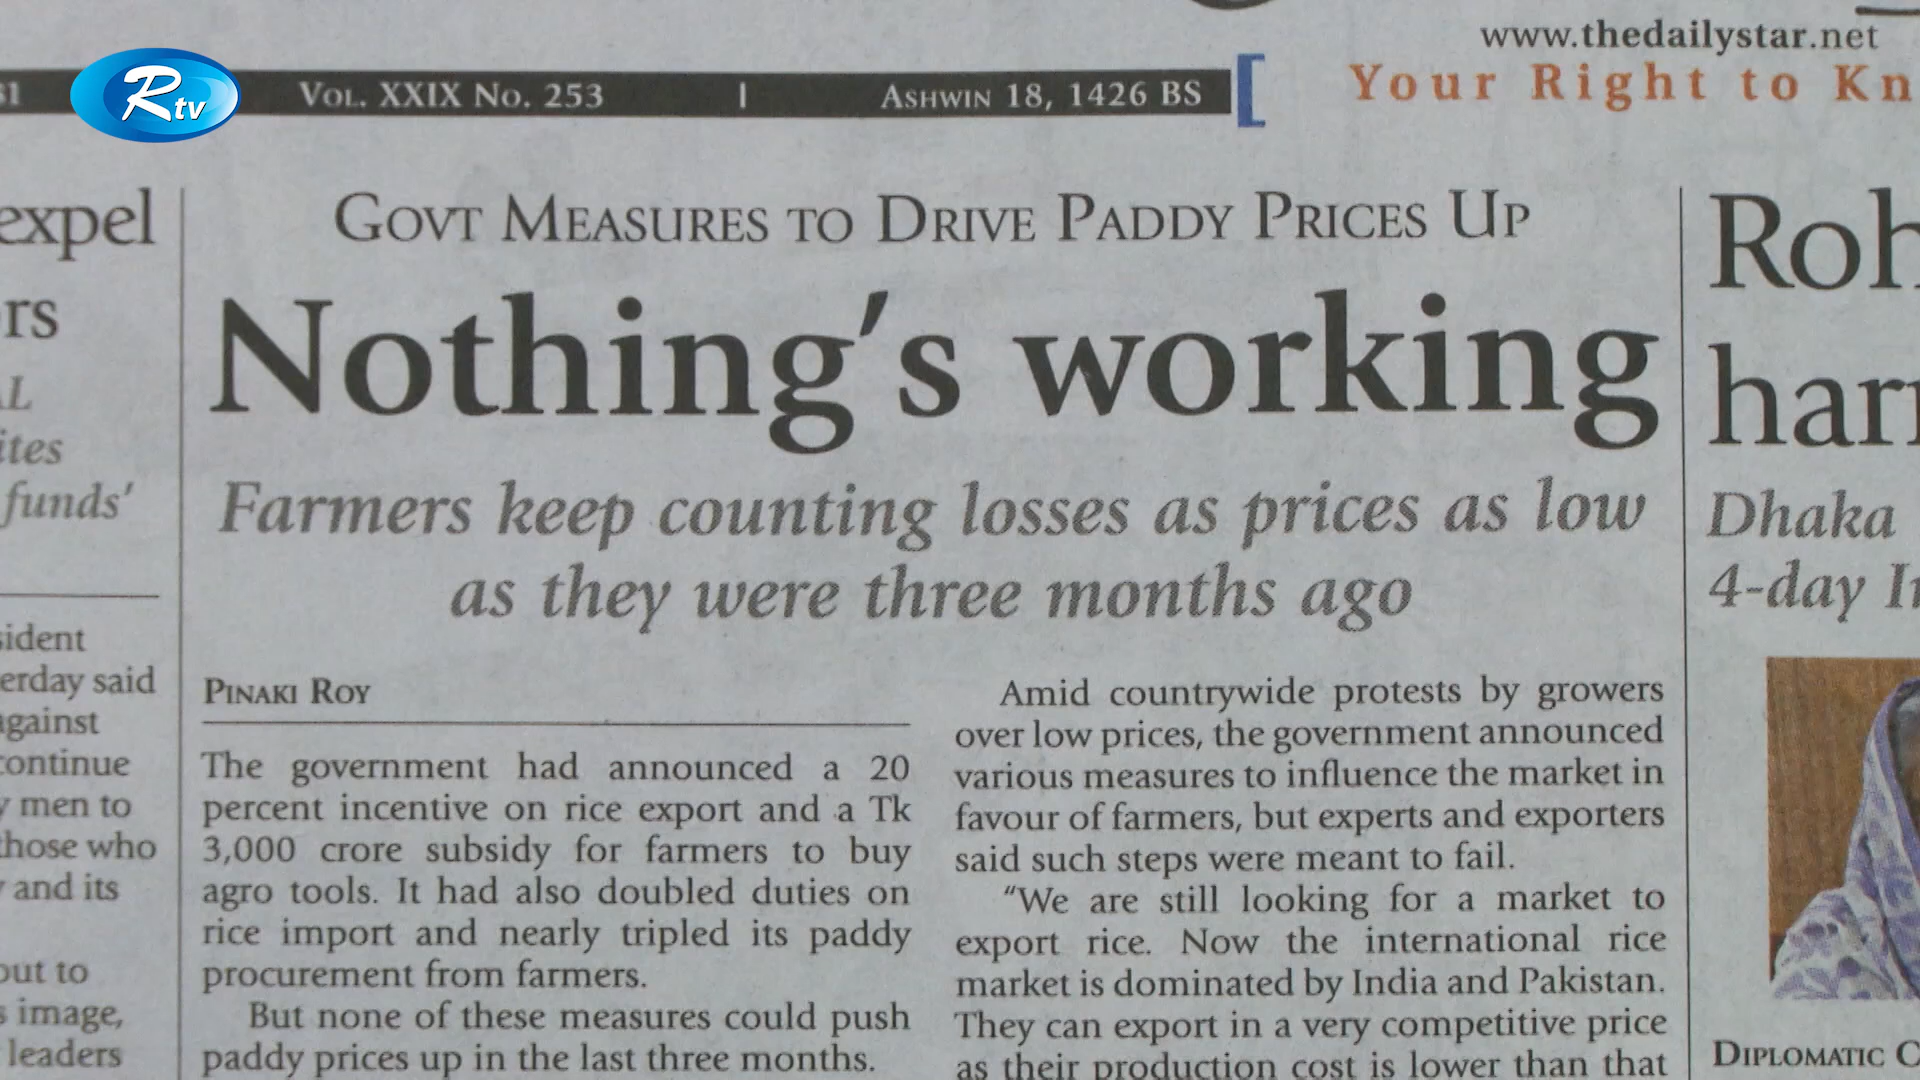 www.thedailystar.net
Your Right to
Rtv
VOL. XXIX NO. 253 | ASHWIN 18, 1426 BS
expel
funds'
said
continue
men to
those who
and its
to
image,
leaders
GOVT MEASURES TO DRIVE PADDY PRICES UP
Nothing's working
Farmers keep counting losses as prices as low
as they were three months ago
PINAKI ROY
The government had announced a 20
percent incentive on rice export and a Tk
3,000 crore subsidy for farmers to buy
agro tools. It had also doubled duties on
rice import and nearly tripled its paddy
procurement from farmers.
But none of these measures could push
paddy prices up in the last three months.
Amid countrywide protests by growers
over low prices, the government announced
various measures to influence the market in
favour of farmers, but experts and exporters
said such steps were meant to fail.
"We are still looking for a market to
export rice. Now the international rice
market is dominated by India and Pakistan.
They can export in a very competitive price
as their production cost is lower than that
Dhaka
4-day
DIPLOMATIC